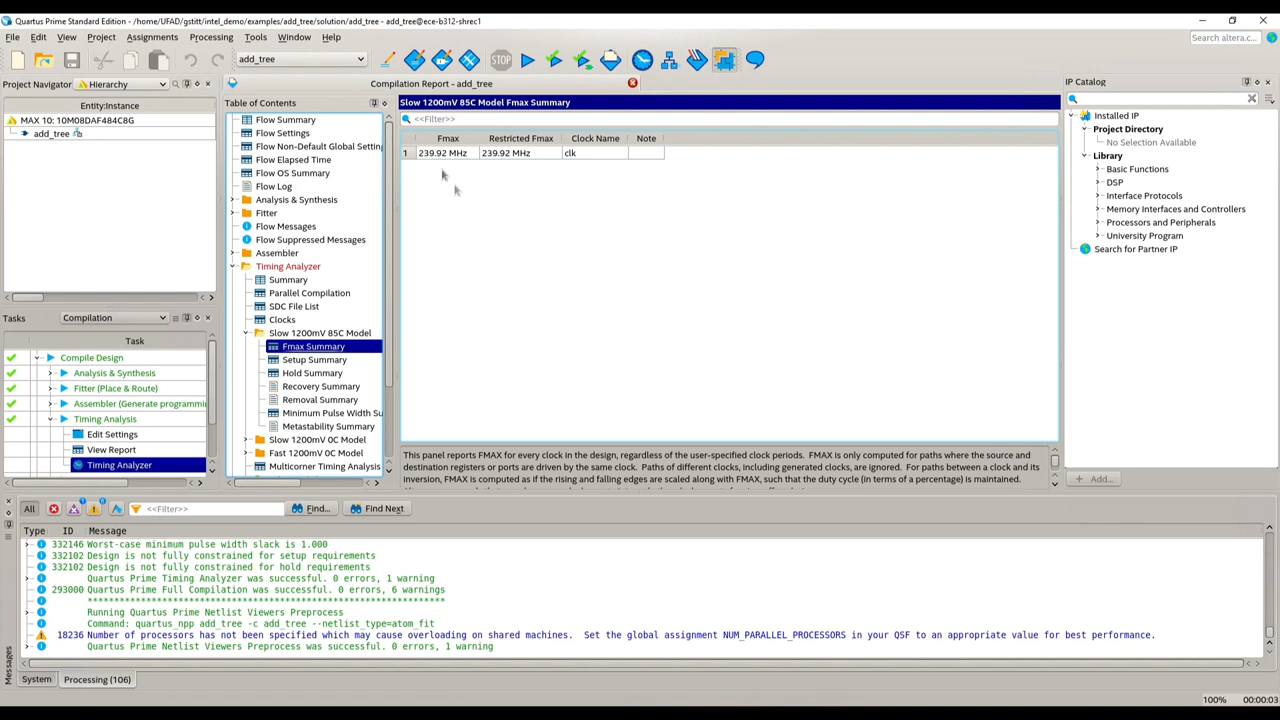 Quartus Prime Standard Edition - /home/UFAD/gstitt/intel_demo/examples/add_tree/solution/add_tree - add_tree@ece-b312-shrec1
File Edit View Project Assignments Processing Tools Window Help
Search altera.c...
add_tree
Project Navigator Hierarchy
Entity:Instance
MAX 10: 10M08DAF484C8G
add_tree
Tasks Compilation
Task
Compile Design
Analysis & Synthesis
Fitter (Place & Route)
Assembler (Generate programmin
Timing Analysis
Edit Settings
View Report
Timing Analyzer
Compilation Report - add_tree
Table of Contents
Flow Summary
Flow Settings
Flow Non-Default Global Settin
Flow Elapsed Time
Flow OS Summary
Flow Log
Analysis & Synthesis
Fitter
Flow Messages
Flow Suppressed Messages
Assembler
Timing Analyzer
Summary
Parallel Compilation
SDC File List
Clocks
Slow 1200mV 85C Model
Fmax Summary
Setup Summary
Hold Summary
Recovery Summary
Removal Summary
Minimum Pulse Width Su
Metastability Summary
Slow 1200mV 0C Model
Fast 1200mV 0C Model
Multicorner Timing Analysis
Slow 1200mV 85C Model Fmax Summary
<<Filter>>
Fmax Restricted Fmax Clock Name Note
1 239.92 MHz 239.92 MHz clk
This panel reports FMAX for every clock in the design, regardless of the user-specified clock periods. FMAX is only computed for paths where the source and
destination registers or ports are driven by the same clock. Paths of different clocks, including generated clocks, are ignored. For paths between a clock and its
inversion, FMAX is computed as if the rising and falling edges are scaled along with FMAX, such that the duty cycle (in terms of a percentage) is maintained.
IP Catalog
Installed IP
Project Directory
No Selection Available
Library
Basic Functions
DSP
Interface Protocols
Memory Interfaces and Controllers
Processors and Peripherals
University Program
Search for Partner IP
+ Add...
All <<Filter>> Find... Find Next
Type ID Message
332146 Worst-case minimum pulse width slack is 1.000
332102 Design is not fully constrained for setup requirements
332102 Design is not fully constrained for hold requirements
Quartus Prime Timing Analyzer was successful. 0 errors, 1 warning
293000 Quartus Prime Full Compilation was successful. 0 errors, 6 warnings
*******************************************************************
Running Quartus Prime Netlist Viewers Preprocess
Command: quartus_npp add_tree -c add_tree --netlist_type=atom_fit
18236 Number of processors has not been specified which may cause overloading on shared machines. Set the global assignment NUM_PARALLEL_PROCESSORS in your QSF to an appropriate value for best performance.
Quartus Prime Netlist Viewers Preprocess was successful. 0 errors, 1 warning
Messages
System Processing (106)
100% 00:00:03